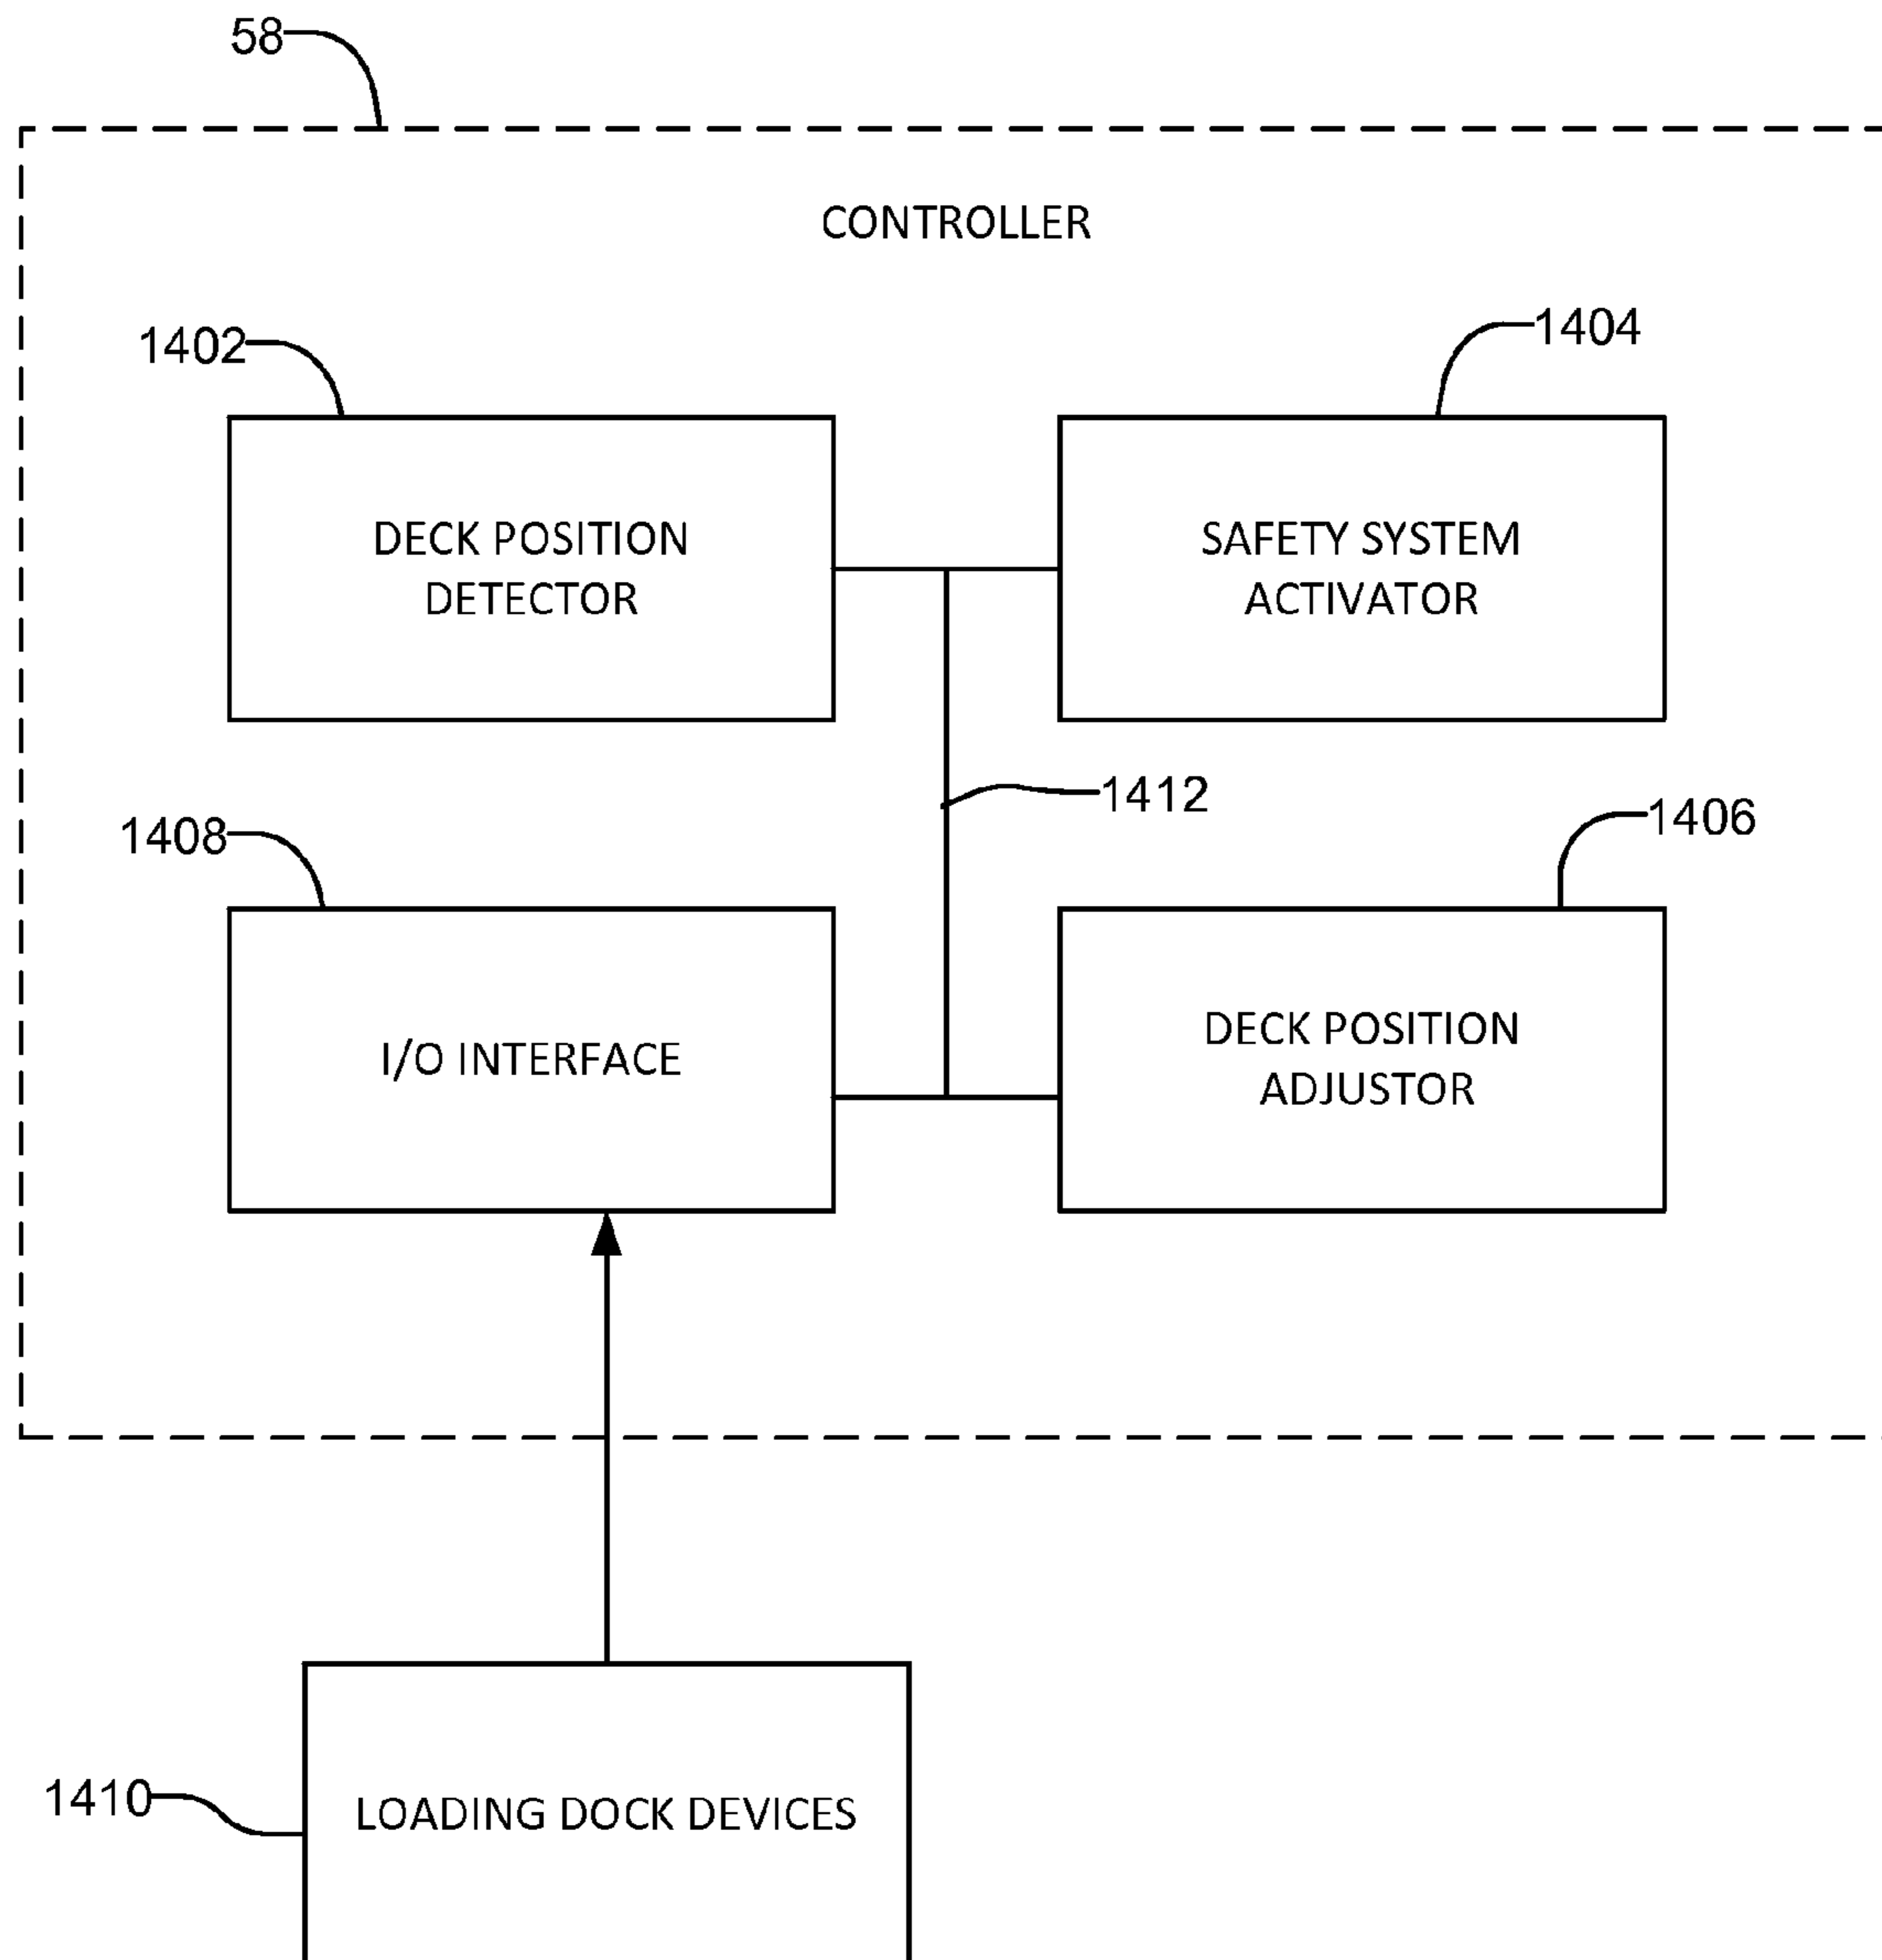 58
CONTROLLER
1402
1404
DECK POSITION
DETECTOR
SAFETY SYSTEM
ACTIVATOR
1412
1408
1406
I/O INTERFACE
DECK POSITION
ADJUSTOR
1410
LOADING DOCK DEVICES